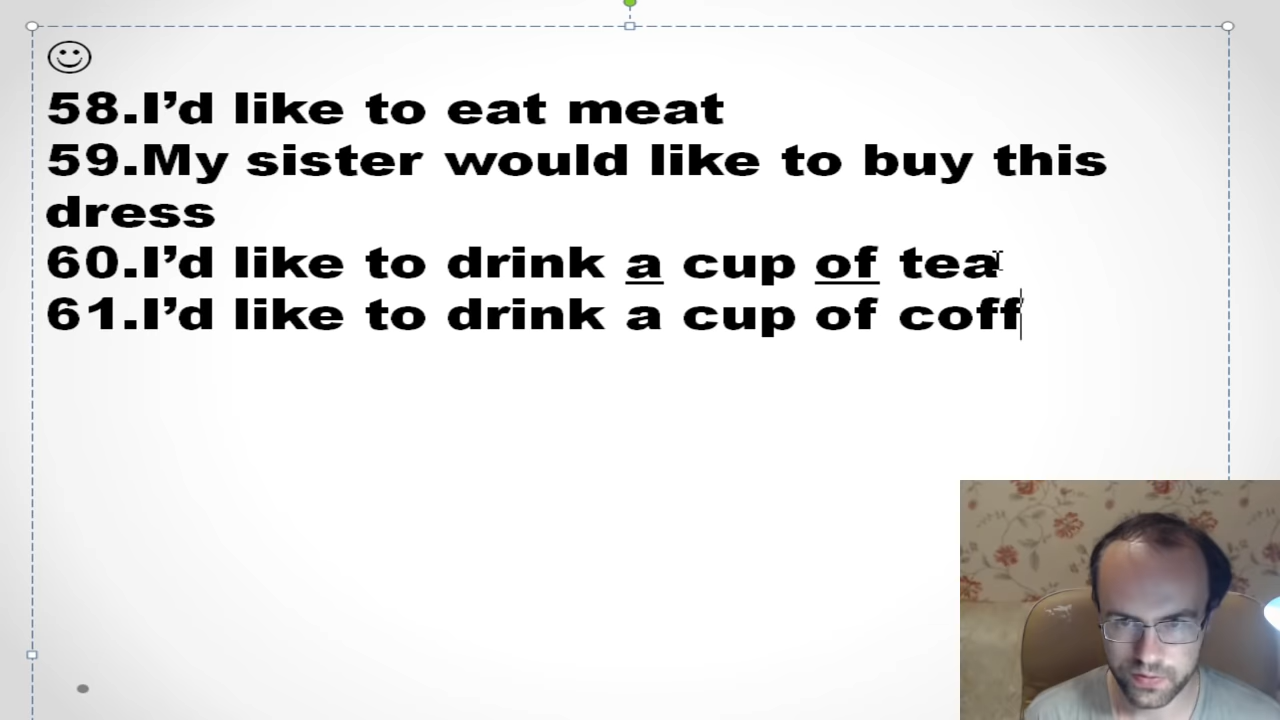 58.I’d like to eat meat
59.My sister would like to buy this
dress
60.I’d like to drink a cup of tea
61.I’d like to drink a cup of coff